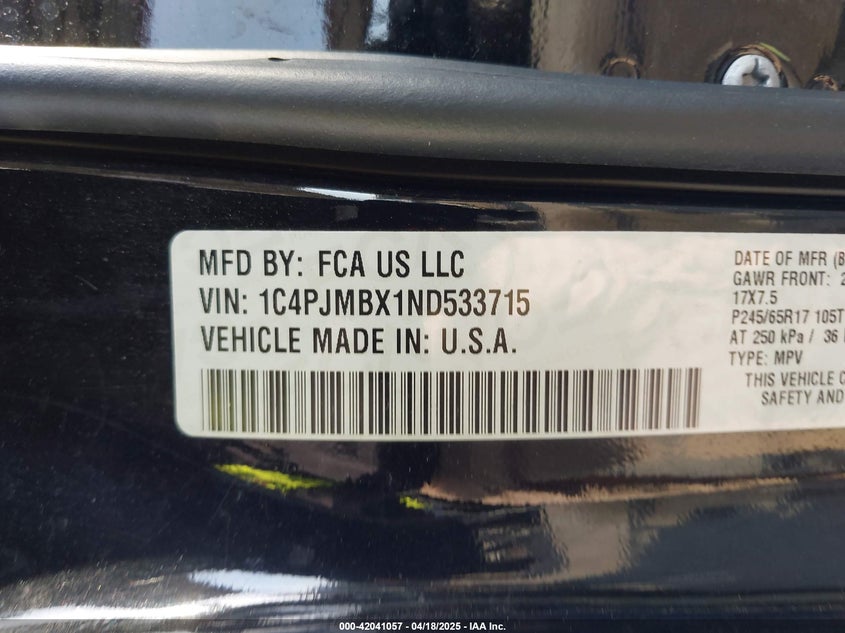 MFD BY: FCA US LLC
VIN: 1C4PJMBX1ND533715
VEHICLE MADE IN: U.S.A.
DATE OF MFR (B
GAWR FRONT: 2
17X7.5
P245/65R17 105T
AT 250 kPa / 36
TYPE: MPV
THIS VEHICLE C
SAFETY AND
000-42041057 - 04/18/2025 - IAA Inc.